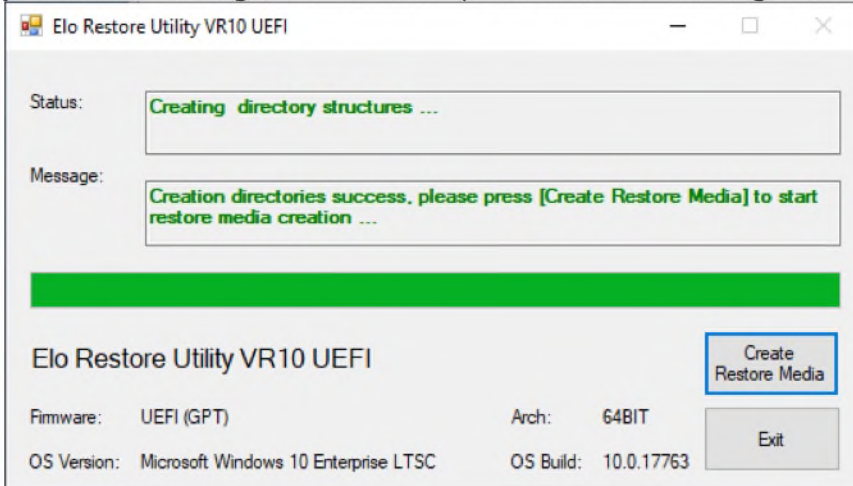 Elo Restore Utility VR10 UEFI
Status:
Creating directory structures ...
Message:
Creation directories success, please press [Create Restore Media] to start
restore media creation ...
Elo Restore Utility VR10 UEFI
Create
Restore Media
Firmware: UEFI (GPT) Arch: 64BIT
Exit
OS Version: Microsoft Windows 10 Enterprise LTSC OS Build: 10.0.17763